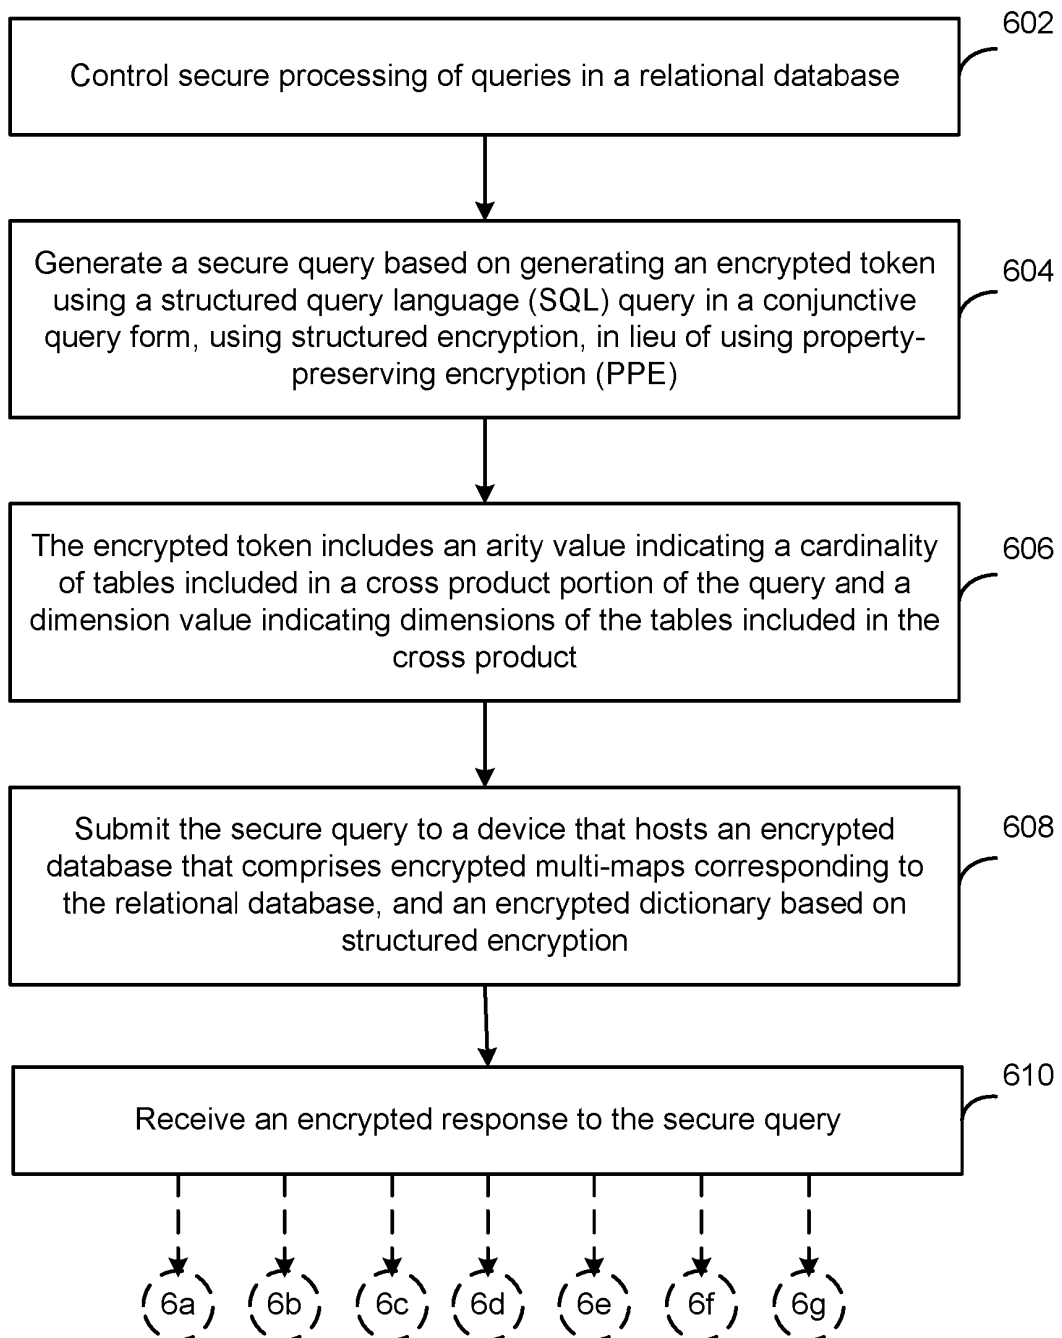 602
Control secure processing of queries in a relational database
Generate a secure query based on generating an encrypted token
using a structured query language (SQL) query in a conjunctive
query form, using structured encryption, in lieu of using property-
preserving encryption (PPE)
604
The encrypted token includes an arity value indicating a cardinality
of tables included in a cross product portion of the query and a
dimension value indicating dimensions of the tables included in the
cross product
606
Submit the secure query to a device that hosts an encrypted
database that comprises encrypted multi-maps corresponding to
the relational database, and an encrypted dictionary based on
structured encryption
608
610
Receive an encrypted response to the secure query
6a 6b 6c 6d 6e 6f 6g